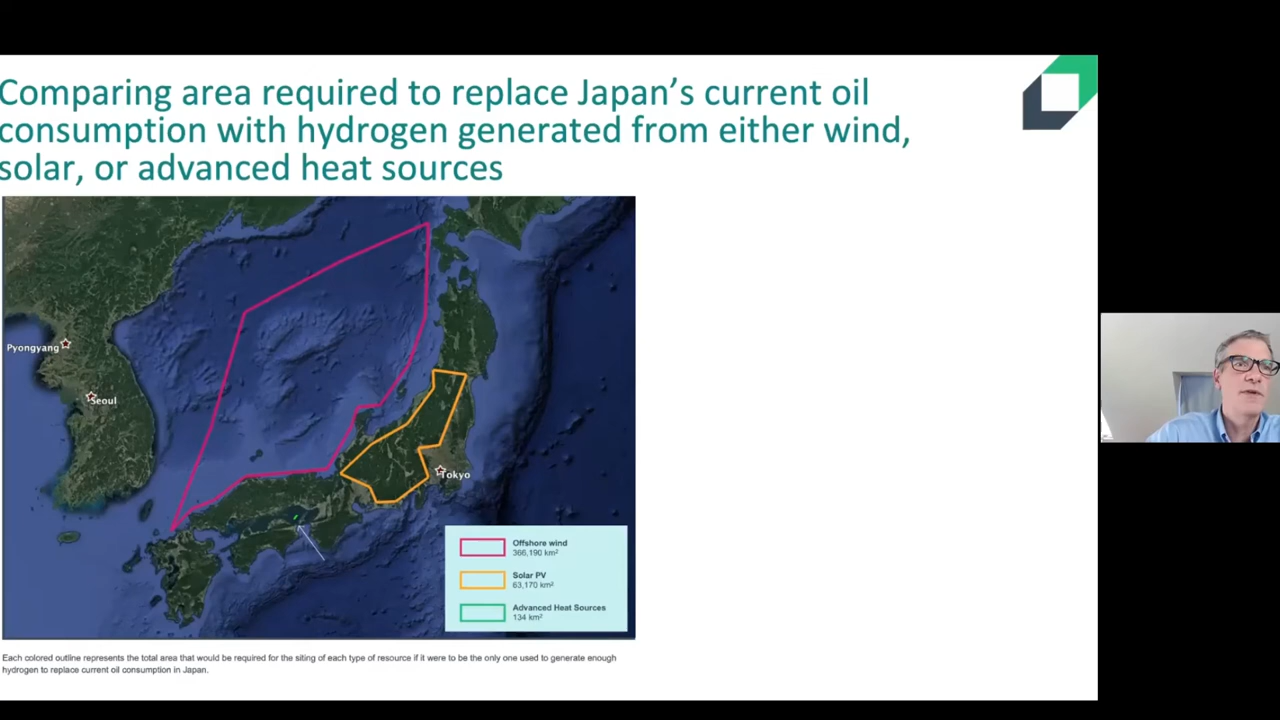 Comparing area required to replace Japan’s current oil
consumption with hydrogen generated from either wind,
solar, or advanced heat sources
Pyongyang
Seoul
Tokyo
Offshore wind
366,190 km²
Solar PV
63,170 km²
Advanced Heat Sources
134 km²
Each colored outline represents the total area that would be required for the siting of each type of resource if it were to be the only one used to generate enough
hydrogen to replace current oil consumption in Japan.